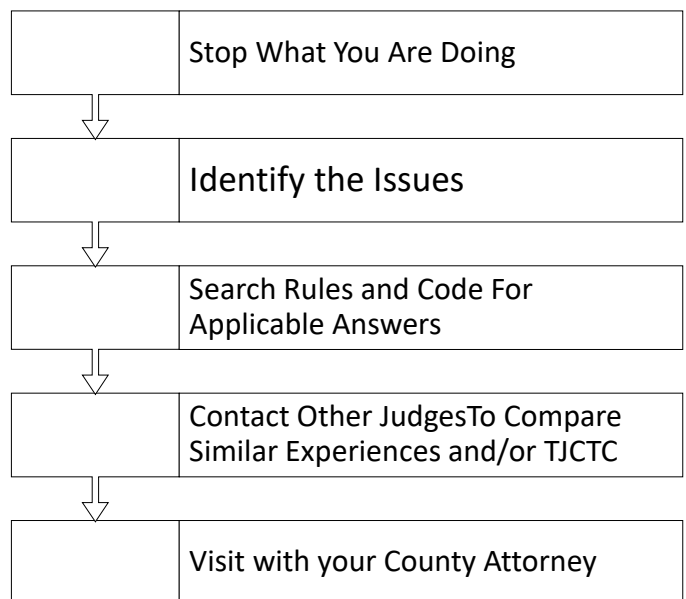 Stop What You Are Doing
Identify the Issues
Search Rules and Code For
Applicable Answers
Contact Other JudgesTo Compare
Similar Experiences and/or TJCTC
Visit with your County Attorney